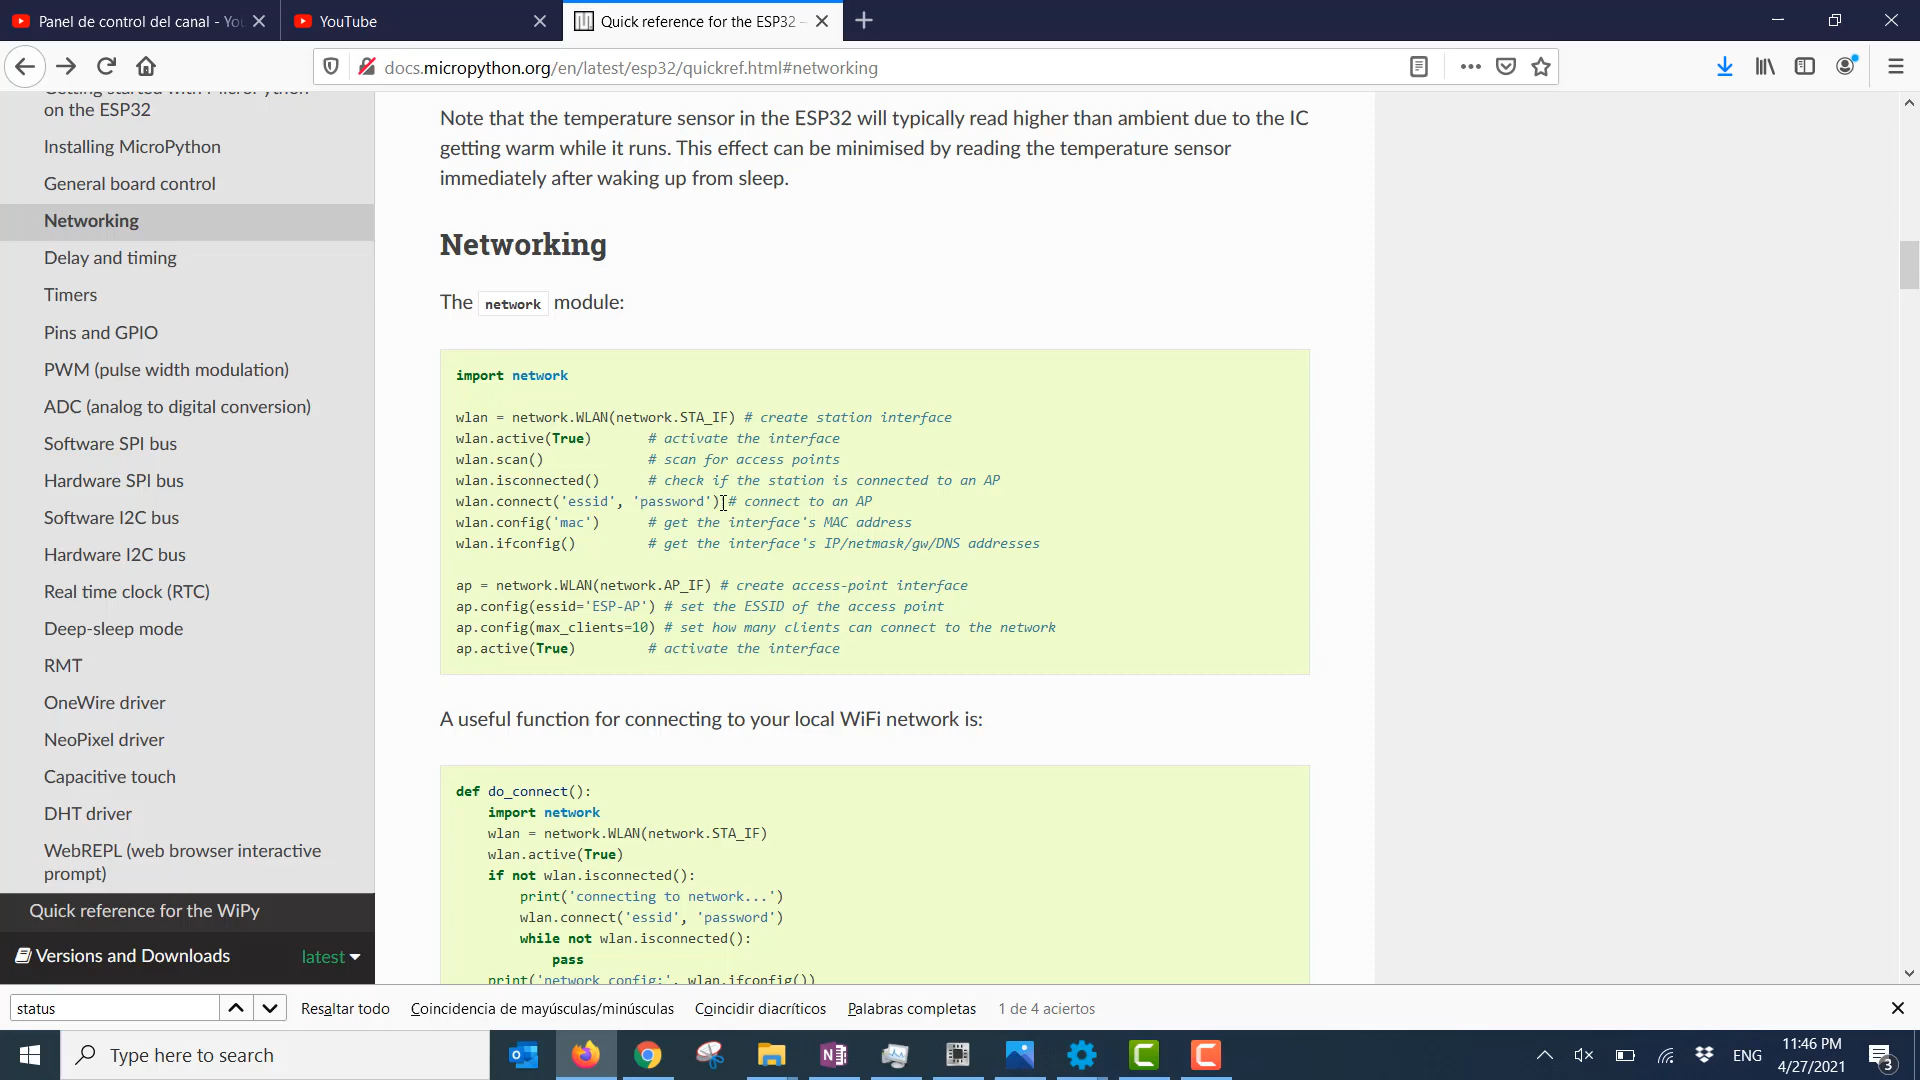 Panel de control del canal - You
YouTube
Quick reference for the ESP32 –
docs.micropython.org/en/latest/esp32/quickref.html#networking
Getting started with MicroPython
on the ESP32
Installing MicroPython
General board control
Networking
Delay and timing
Timers
Pins and GPIO
PWM (pulse width modulation)
ADC (analog to digital conversion)
Software SPI bus
Hardware SPI bus
Software I2C bus
Hardware I2C bus
Real time clock (RTC)
Deep-sleep mode
RMT
OneWire driver
NeoPixel driver
Capacitive touch
DHT driver
WebREPL (web browser interactive
prompt)
Quick reference for the WiPy
Versions and Downloads latest
Note that the temperature sensor in the ESP32 will typically read higher than ambient due to the IC
getting warm while it runs. This effect can be minimised by reading the temperature sensor
immediately after waking up from sleep.
Networking
The network module:
import network
wlan = network.WLAN(network.STA_IF) # create station interface
wlan.active(True)       # activate the interface
wlan.scan()             # scan for access points
wlan.isconnected()      # check if the station is connected to an AP
wlan.connect('essid', 'password') # connect to an AP
wlan.config('mac')      # get the interface's MAC address
wlan.ifconfig()         # get the interface's IP/netmask/gw/DNS addresses
ap = network.WLAN(network.AP_IF) # create access-point interface
ap.config(essid='ESP-AP') # set the ESSID of the access point
ap.config(max_clients=10) # set how many clients can connect to the network
ap.active(True)         # activate the interface
A useful function for connecting to your local WiFi network is:
def do_connect():
    import network
    wlan = network.WLAN(network.STA_IF)
    wlan.active(True)
    if not wlan.isconnected():
        print('connecting to network...')
        wlan.connect('essid', 'password')
        while not wlan.isconnected():
            pass
    print('network config:', wlan.ifconfig())
status
Resaltar todo
Coincidencia de mayúsculas/minúsculas
Coincidir diacríticos
Palabras completas
1 de 4 aciertos
Type here to search
ENG
11:46 PM
4/27/2021
3